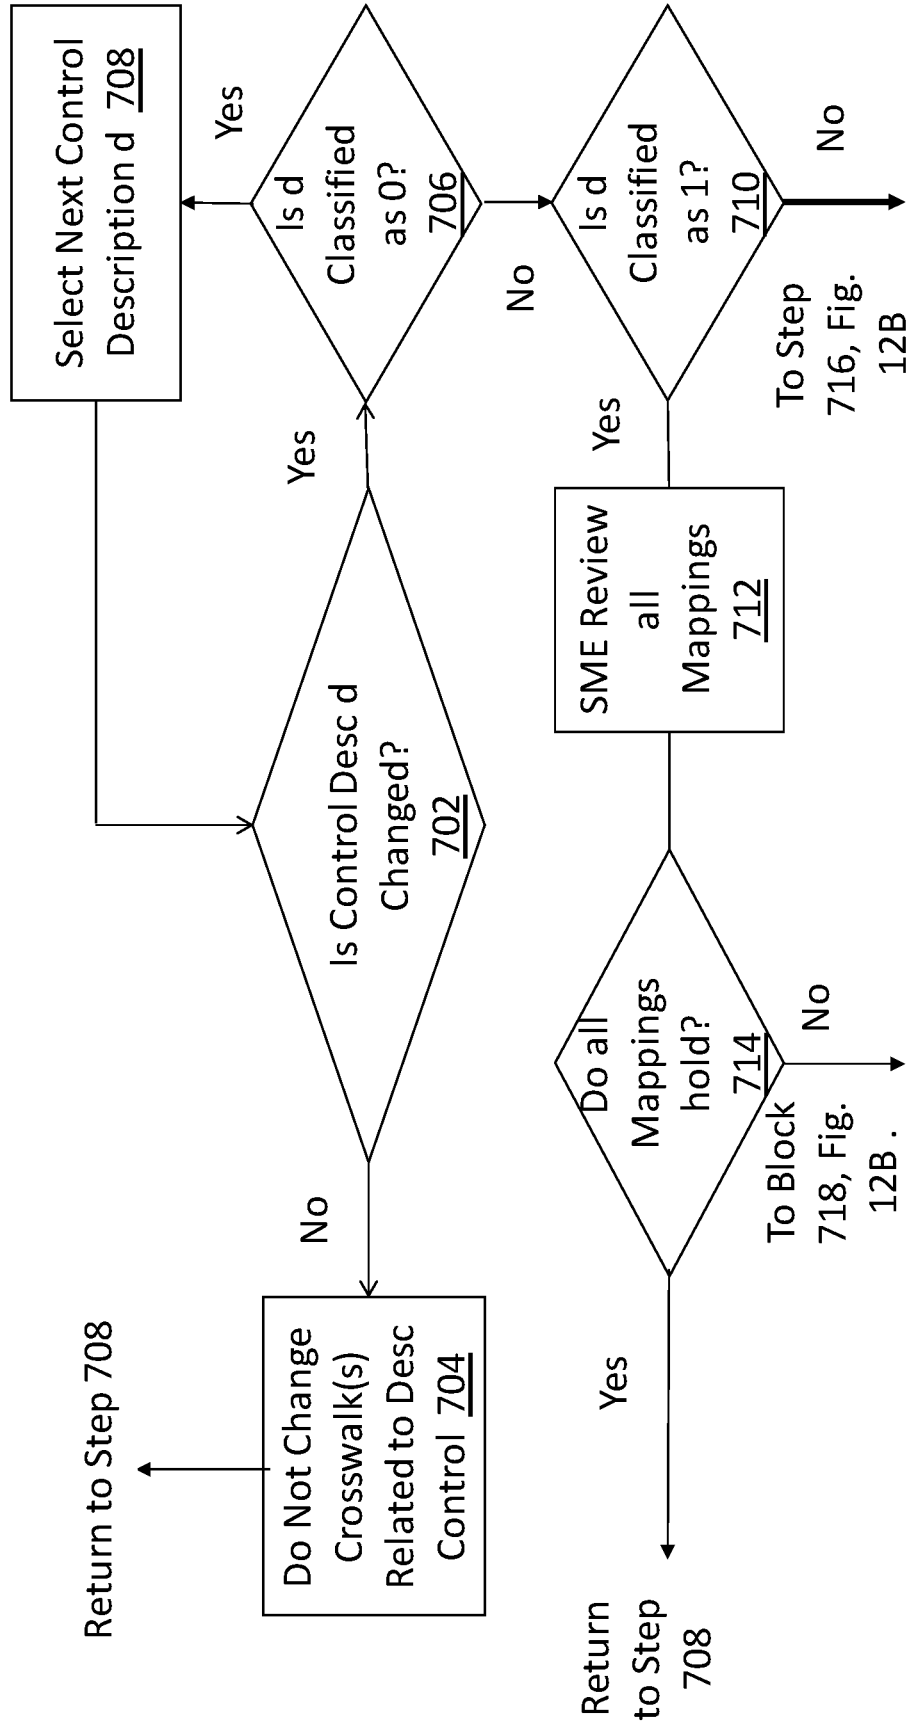 Return to Step 708
Do Not Change
Crosswalk(s)
Related to Desc
Control 704
No
Is Control Desc d
Changed?
702
Yes
Is d
Classified
as 0?
706
Yes
Select Next Control
Description d 708
No
Return
to Step
708
Yes
Do all
Mappings
hold?
714
No
To Block
718, Fig.
12B .
SME Review
all
Mappings
712
Yes
Is d
Classified
as 1?
710
No
To Step
716, Fig.
12B